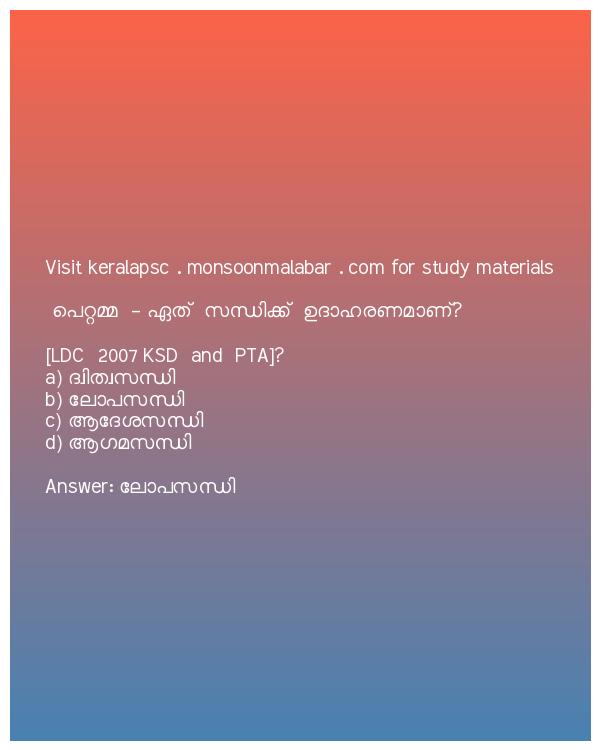 Visit keralapsc . monsoonmalabar . com for study materials
പെറ്റമ്മ - ഏത് സന്ധിക്ക് ഉദാഹരണമാണ്?
[LDC 2007 KSD and PTA]?
a) ദ്വിത്വസന്ധി
b) ലോപസന്ധി
c) ആദേശസന്ധി
d) ആഗമസന്ധി
Answer: ലോപസന്ധി